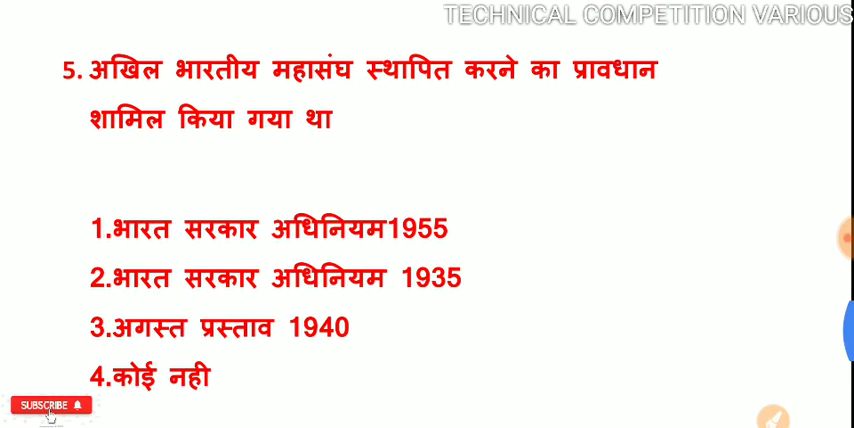 TECHNICAL COMPETITION VARIOUS
5. अखिल भारतीय महासंघ स्थापित करने का प्रावधान
शामिल किया गया था
1.भारत सरकार अधिनियम1955
2.भारत सरकार अधिनियम 1935
3.अगस्त प्रस्ताव 1940
4.कोई नही
SUBSCRIBE